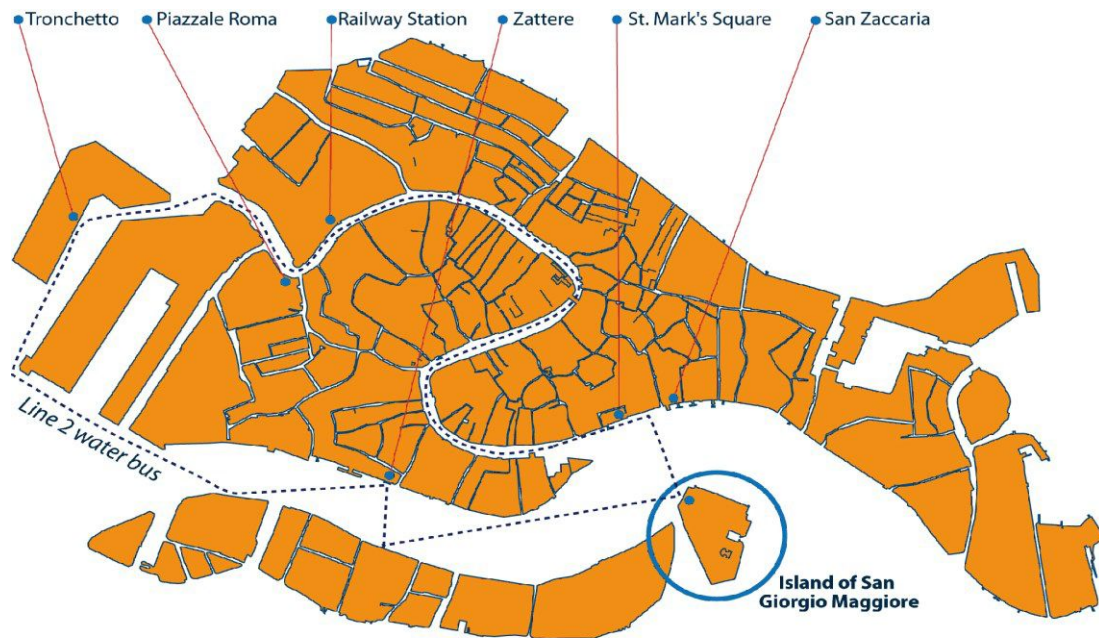 Tronchetto
Piazzale Roma
Railway Station
Zattere
St. Mark's Square
San Zaccaria
Line 2 water bus
Island of San
Giorgio Maggiore